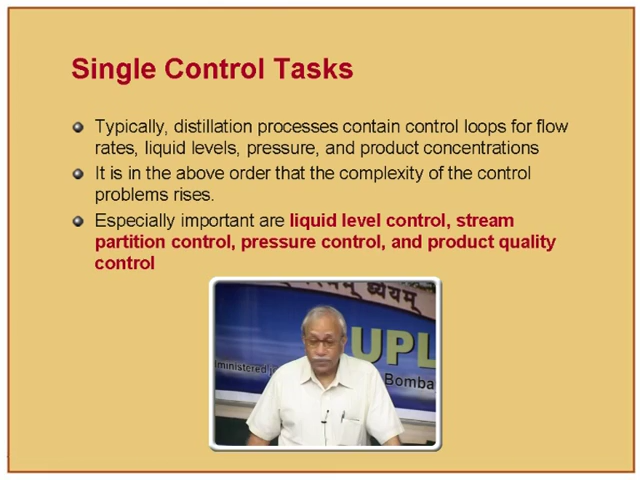 Single Control Tasks
Typically, distillation processes contain control loops for flow
rates, liquid levels, pressure, and product concentrations
It is in the above order that the complexity of the control
problems rises.
Especially important are liquid level control, stream
partition control, pressure control, and product quality
control
ध्येयम्
UPL
ministered
Bomba